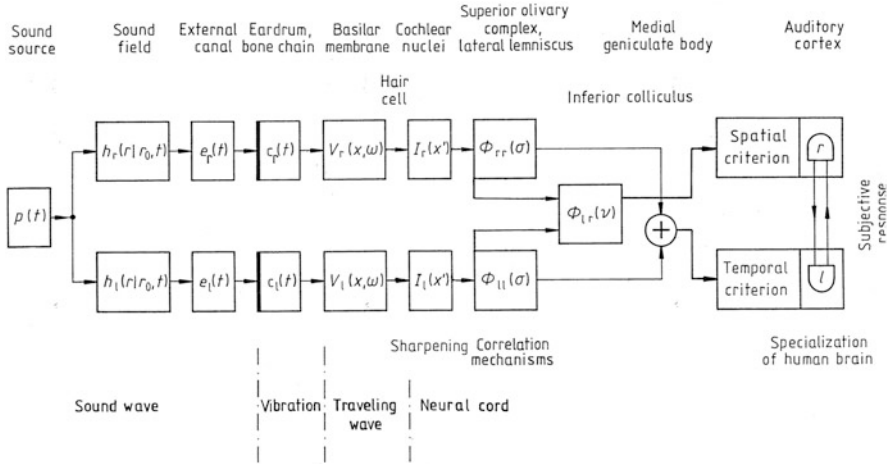 Sound source
Sound field
External canal
Eardrum, bone chain
Basilar membrane
Cochlear nuclei
Superior olivary complex, lateral lemniscus
Medial geniculate body
Auditory cortex
Hair cell
Inferior colliculus
p(t)
h_r(r|r_0,t)
e_r(t)
c_r(t)
V_r(x,ω)
I_r(x')
Φ_rr(σ)
Spatial criterion
r
Φ_lr(ν)
+
h_l(r|r_0,t)
e_l(t)
c_l(t)
V_l(x,ω)
I_l(x')
Φ_ll(σ)
Temporal criterion
l
Subjective response
Sharpening
Correlation mechanisms
Specialization of human brain
Sound wave
Vibration
Traveling wave
Neural cord